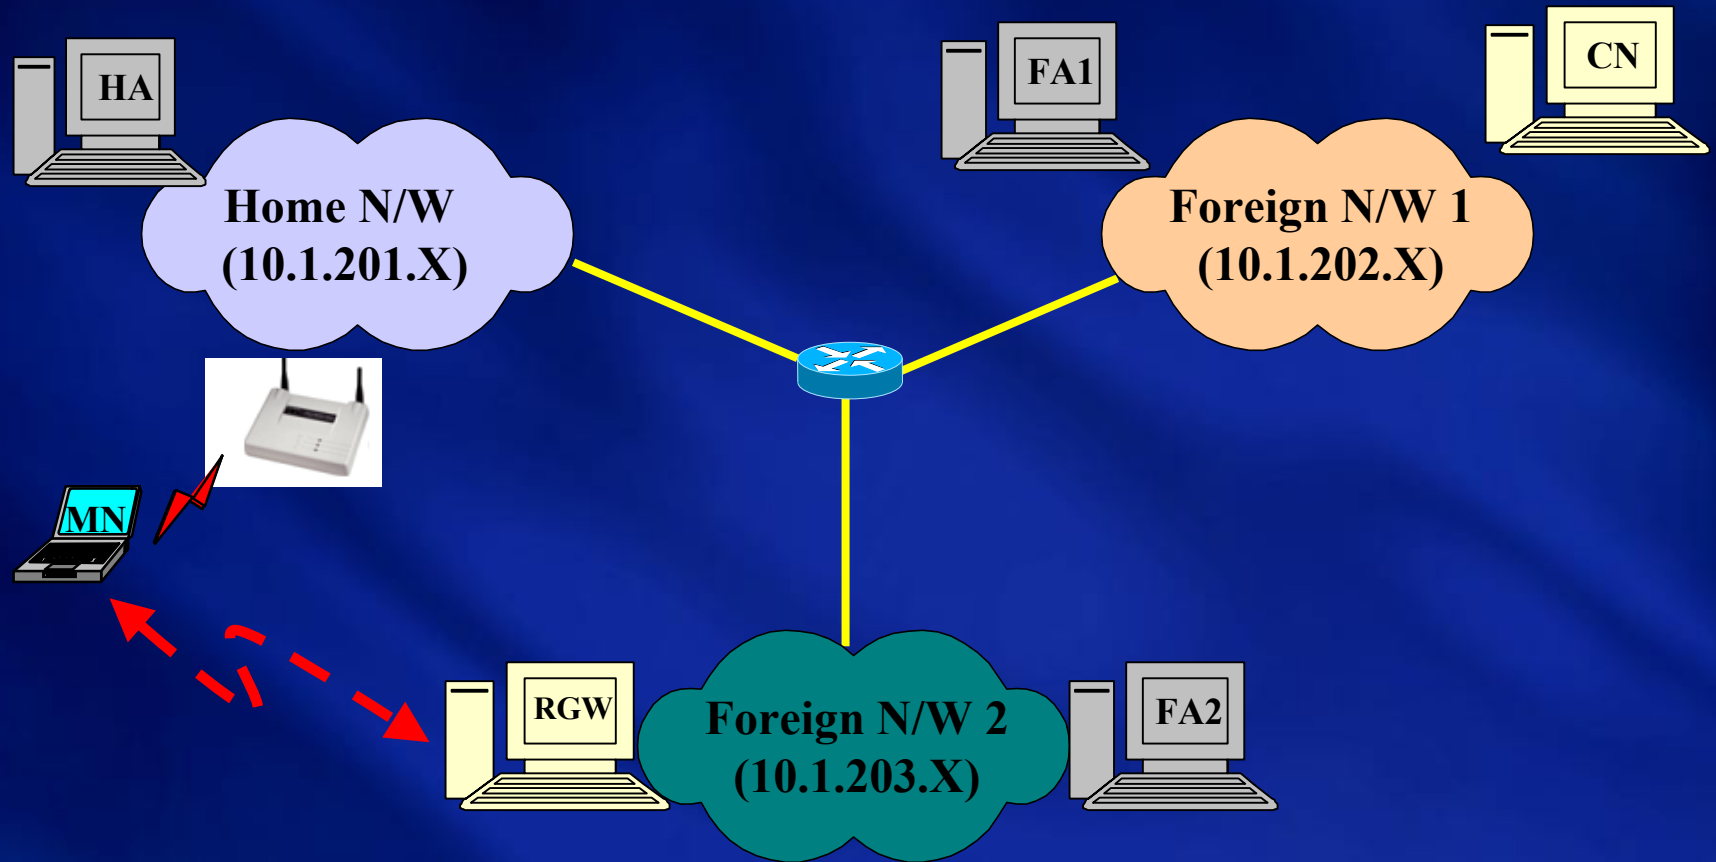 HA
FA1
CN
Home N/W
(10.1.201.X)
Foreign N/W 1
(10.1.202.X)
MN
RGW
Foreign N/W 2
(10.1.203.X)
FA2